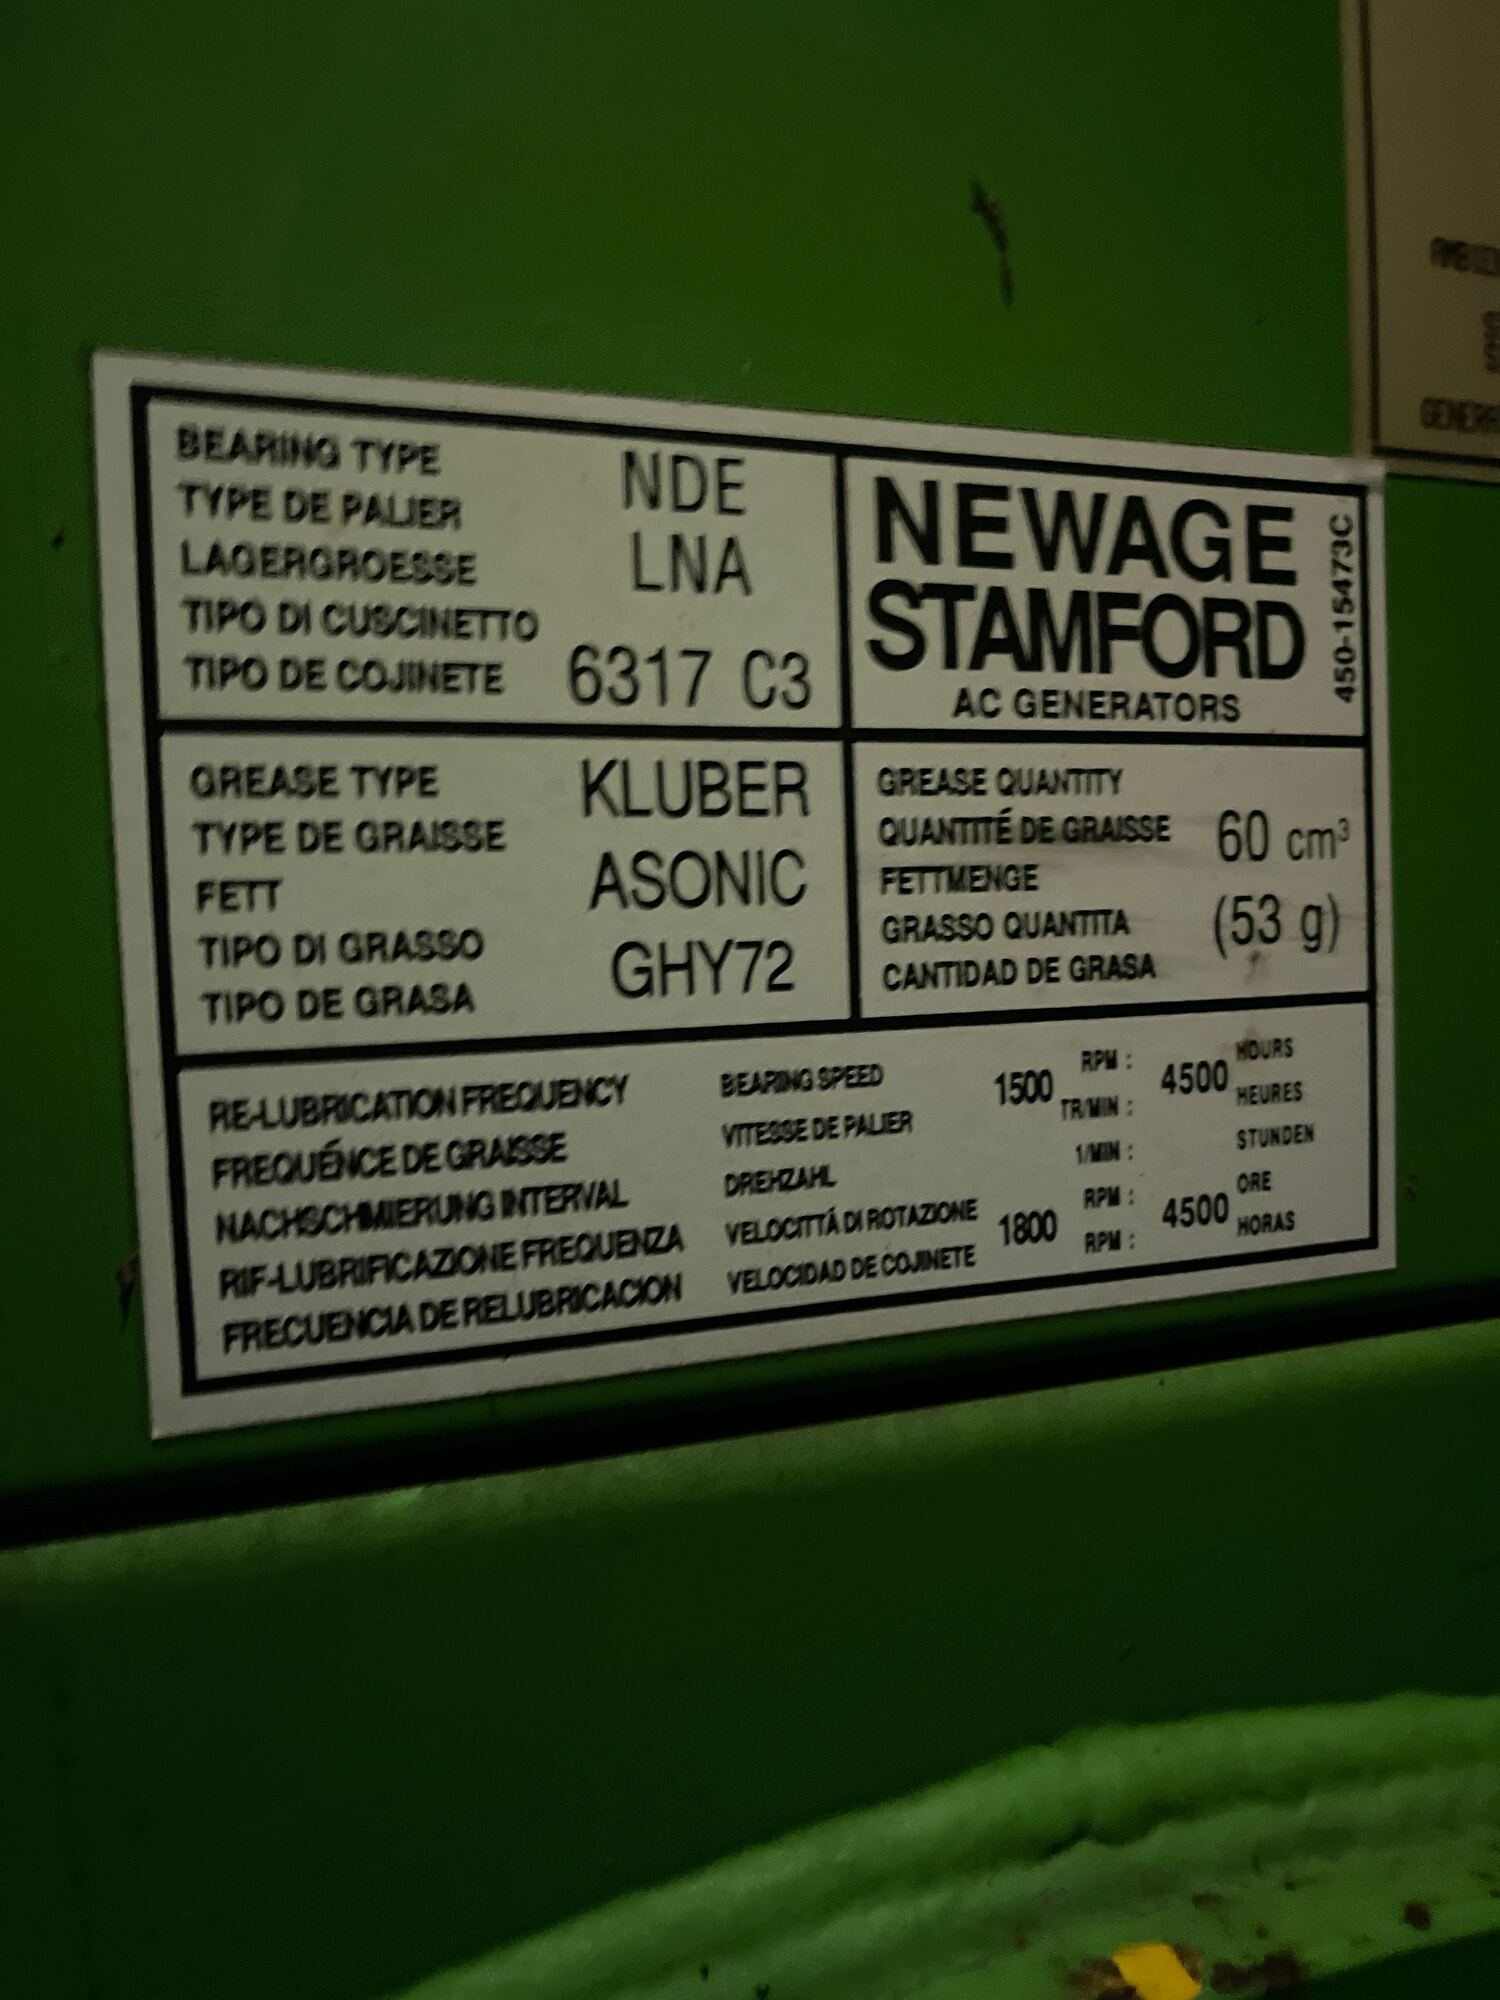 BEARING TYPE
TYPE DE PALIER
LAGERGROESSE
TIPO DI CUSCINETTO
TIPO DE COJINETE
NDE
LNA
6317 C3
NEWAGE
STAMFORD
AC GENERATORS
450-15473C
GREASE TYPE
TYPE DE GRAISSE
FETT
TIPO DI GRASSO
TIPO DE GRASA
KLUBER
ASONIC
GHY72
GREASE QUANTITY
QUANTITÉ DE GRAISSE
FETTMENGE
GRASSO QUANTITA
CANTIDAD DE GRASA
60 cm³
(53 g)
RE-LUBRICATION FREQUENCY
FREQUÉNCE DE GRAISSE
NACHSCHMIERUNG INTERVAL
RIF-LUBRIFICAZIONE FREQUENZA
FRECUENCIA DE RELUBRICACION
BEARING SPEED
VITESSE DE PALIER
DREHZAHL
VELOCITTÁ DI ROTAZIONE
VELOCIDAD DE COJINETE
1500
1800
RPM :
TR/MIN :
1/MIN :
RPM :
RPM :
4500
4500
HOURS
HEURES
STUNDEN
ORE
HORAS